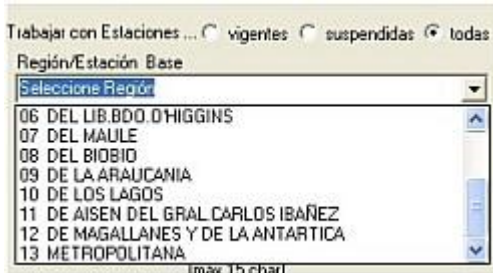 Trabajar con Estaciones ... vigentes suspendidas todas
Región/Estación Base
Seleccione Región
06 DEL LIB.BDO.O'HIGGINS
07 DEL MAULE
08 DEL BIOBIO
09 DE LA ARAUCANIA
10 DE LOS LAGOS
11 DE AISEN DEL GRAL.CARLOS IBAÑEZ
12 DE MAGALLANES Y DE LA ANTARTICA
13 METROPOLITANA
[max 15 char]